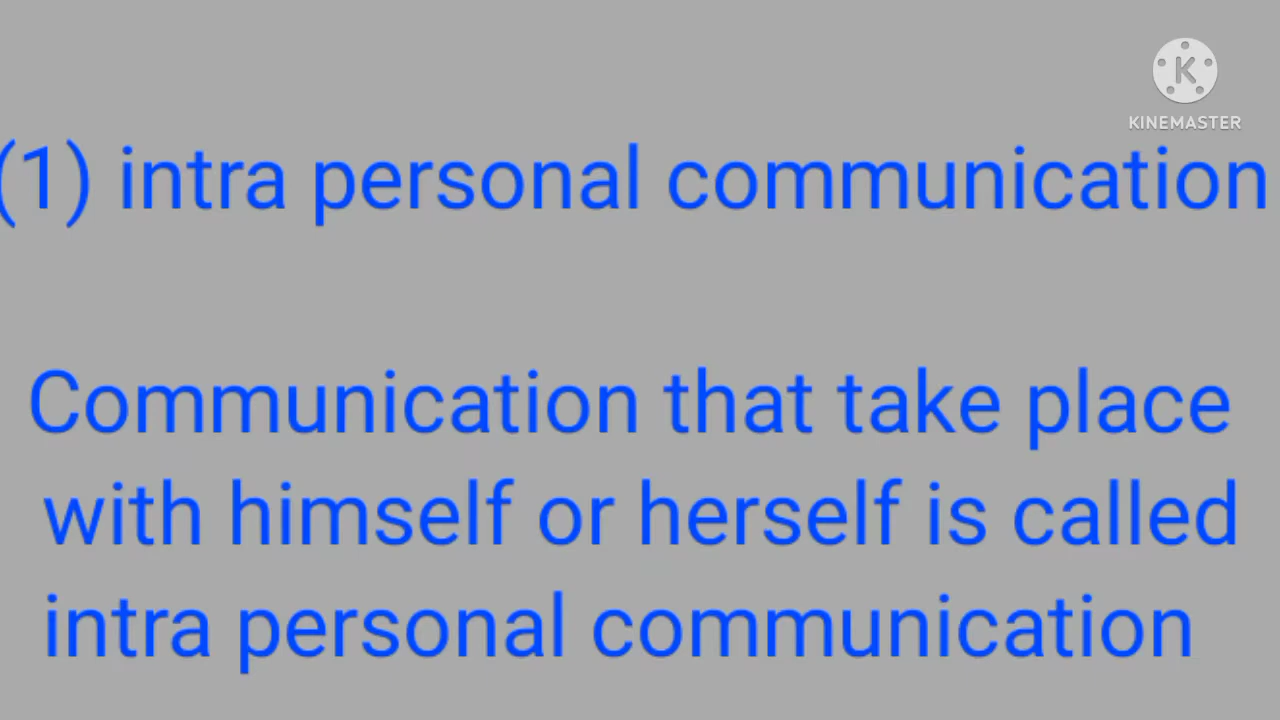 KINEMASTER
(1) intra personal communication
Communication that take place
with himself or herself is called
intra personal communication